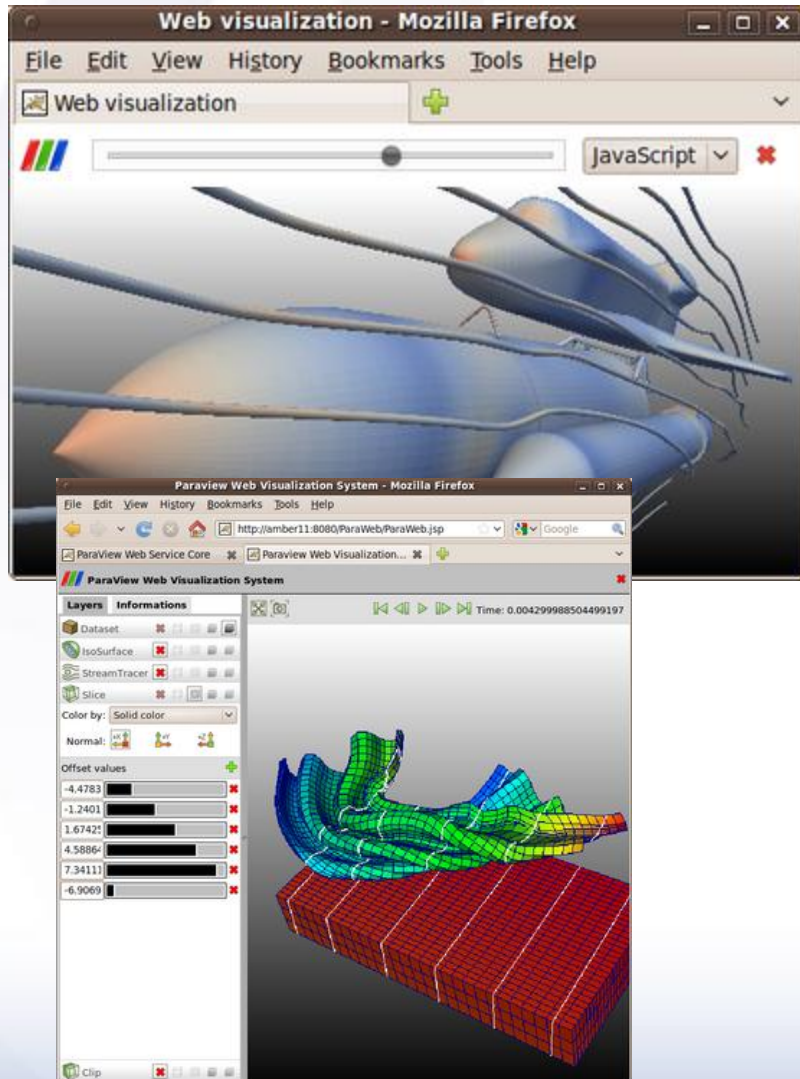 Web visualization - Mozilla Firefox
File Edit View History Bookmarks Tools Help
Web visualization
JavaScript
Paraview Web Visualization System - Mozilla Firefox
File Edit View History Bookmarks Tools Help
http://amber11:8080/ParaWeb/ParaWeb.jsp Google
ParaView Web Service Core Paraview Web Visualization...
ParaView Web Visualization System
Layers Informations
Time: 0.004299988504499197
Dataset
IsoSurface
StreamTracer
Slice
Color by: Solid color
Normal: +X +Y +Z
Offset values
-4.4783
-1.2401
1.6742
4.5886
7.3411
-6.9069
Clip